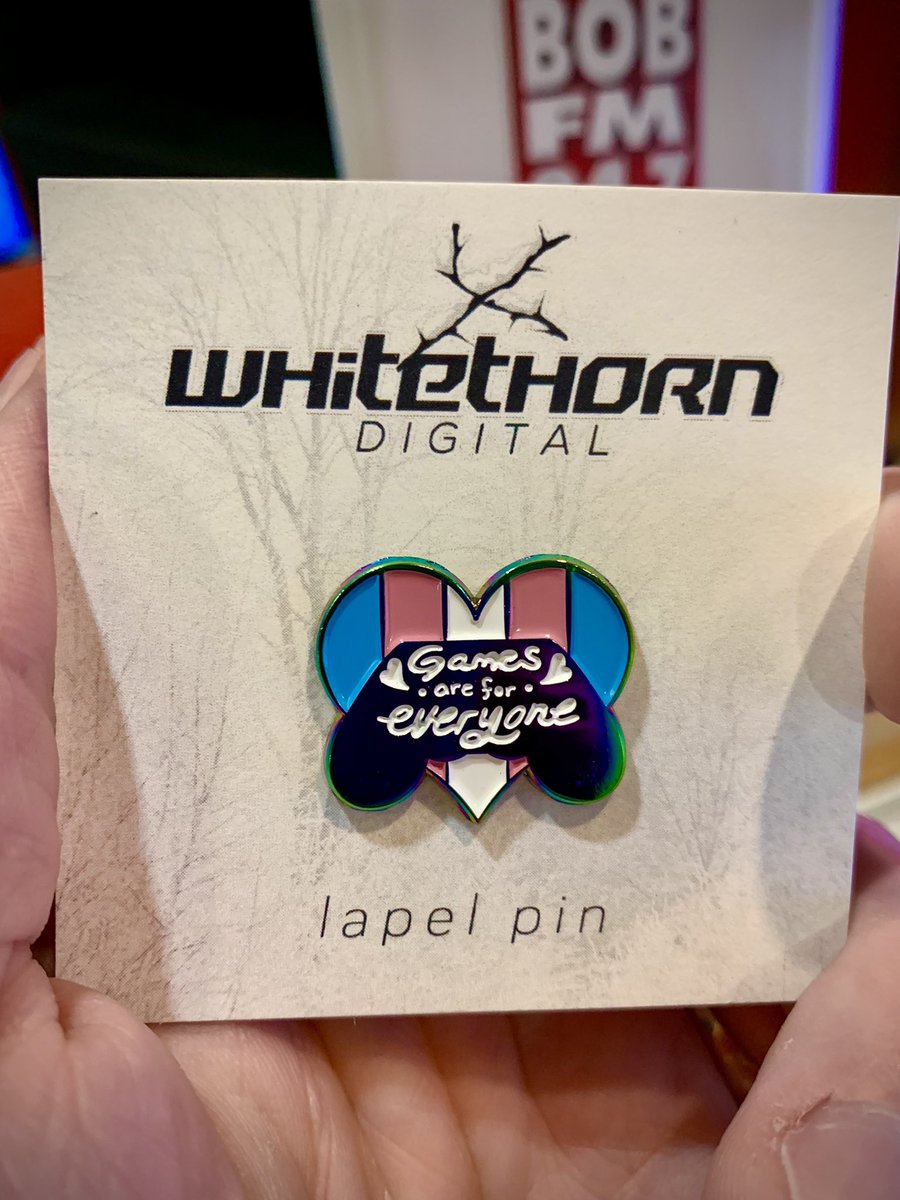 BOB
FM
WHiteTHORN
DIGITAL
Games
are for
everyone
lapel pin